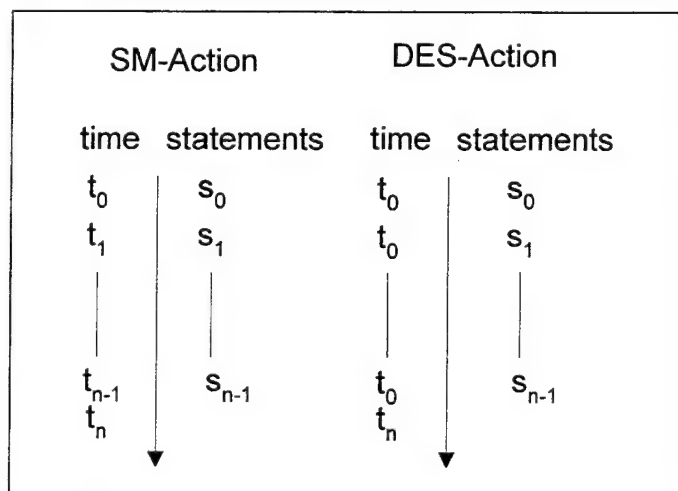 SM-Action DES-Action
time statements time statements
t₀ s₀ t₀ s₀
t₁ s₁ t₀ s₁
tₙ₋₁ sₙ₋₁ t₀ sₙ₋₁
tₙ tₙ